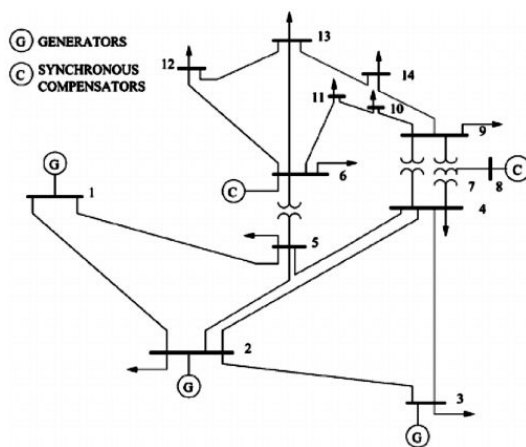 G GENERATORS
C SYNCHRONOUS
COMPENSATORS
13
12
14
11
10
9
C
8
7
6
C
G
1
4
5
2
G
3
G